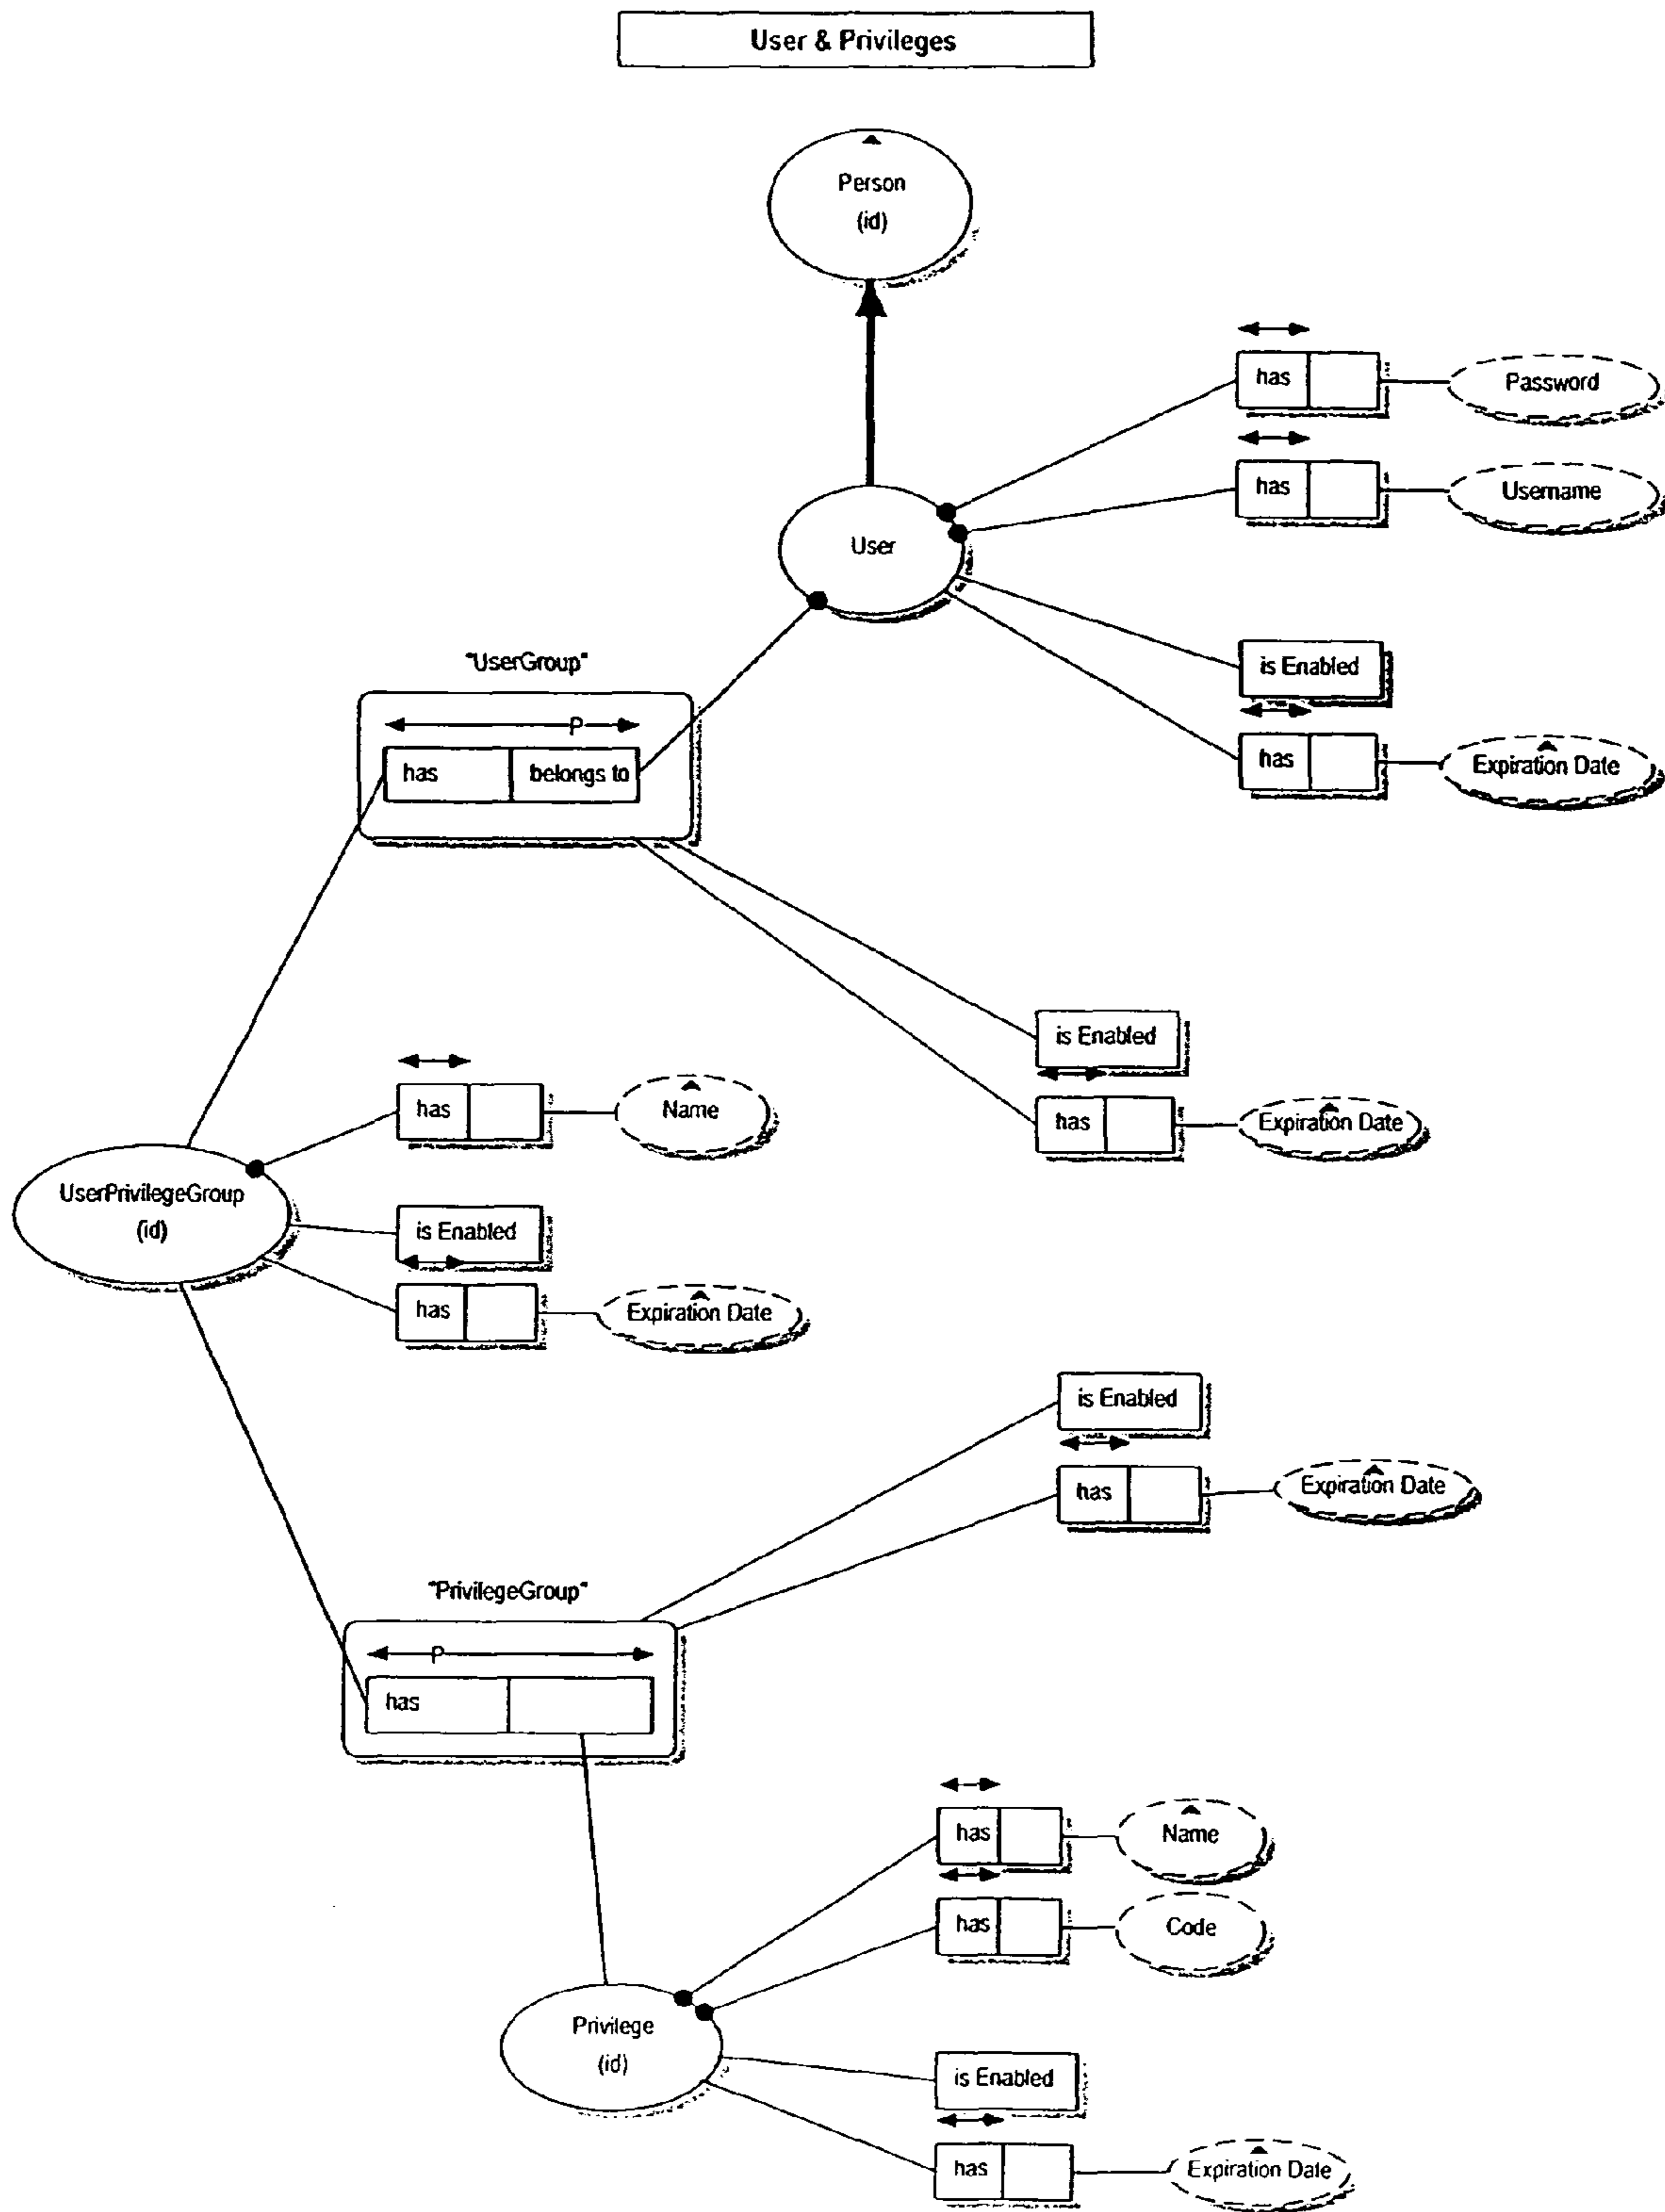 User & Privileges
Person
(id)
has
Password
has
Username
User
"UserGroup"
is Enabled
P
has
belongs to
has
Expiration Date
is Enabled
has
Name
has
Expiration Date
UserPrivilegeGroup
(id)
is Enabled
has
Expiration Date
is Enabled
has
Expiration Date
"PrivilegeGroup"
P
has
has
Name
has
Code
Privilege
(id)
is Enabled
has
Expiration Date